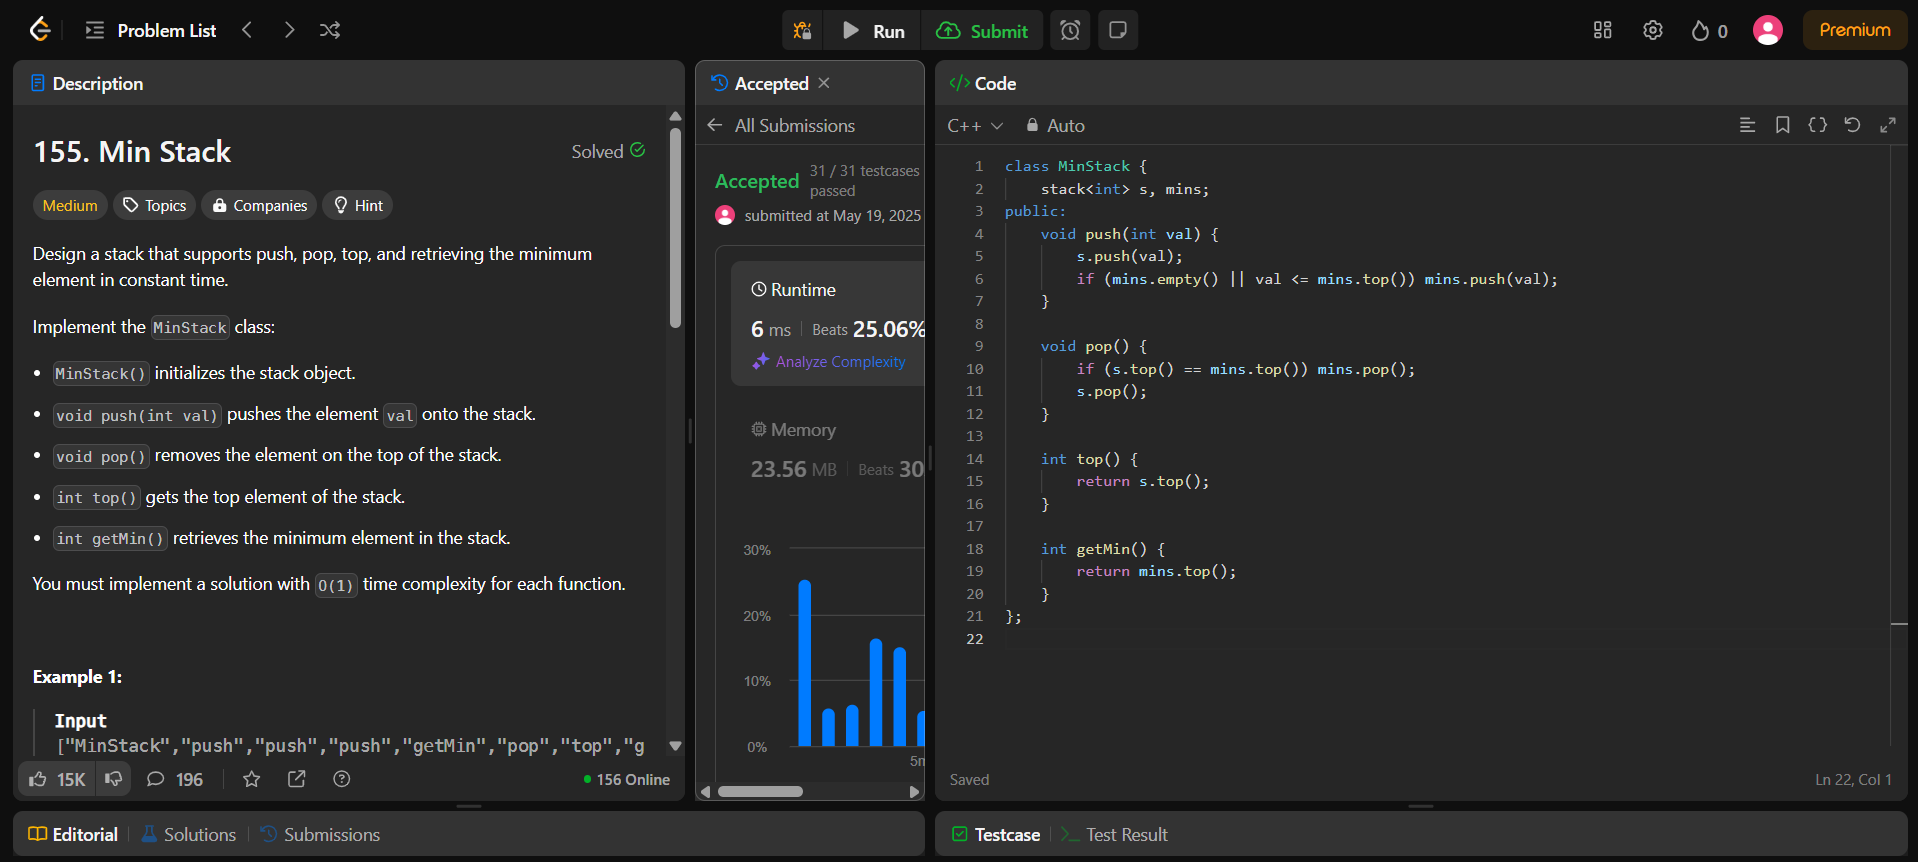 Problem List
Run
Submit
0
Premium
Description
155. Min Stack
Solved
Medium
Topics
Companies
Hint
Design a stack that supports push, pop, top, and retrieving the minimum
element in constant time.
Implement the MinStack class:
• MinStack() initializes the stack object.
• void push(int val) pushes the element val onto the stack.
• void pop() removes the element on the top of the stack.
• int top() gets the top element of the stack.
• int getMin() retrieves the minimum element in the stack.
You must implement a solution with O(1) time complexity for each function.
Example 1:
Input
["MinStack","push","push","push","getMin","pop","top","g
15K
196
156 Online
Editorial
Solutions
Submissions
Accepted
All Submissions
Accepted
31 / 31 testcases
passed
submitted at May 19, 2025
Runtime
6 ms
Beats 25.06%
Analyze Complexity
Memory
23.56 MB
Beats 30
30%
20%
10%
0%
5m
Code
C++
Auto
1 class MinStack {
2     stack<int> s, mins;
3 public:
4     void push(int val) {
5         s.push(val);
6         if (mins.empty() || val <= mins.top()) mins.push(val);
7     }
8
9     void pop() {
10         if (s.top() == mins.top()) mins.pop();
11         s.pop();
12     }
13
14     int top() {
15         return s.top();
16     }
17
18     int getMin() {
19         return mins.top();
20     }
21 };
22
Saved
Ln 22, Col 1
Testcase
Test Result